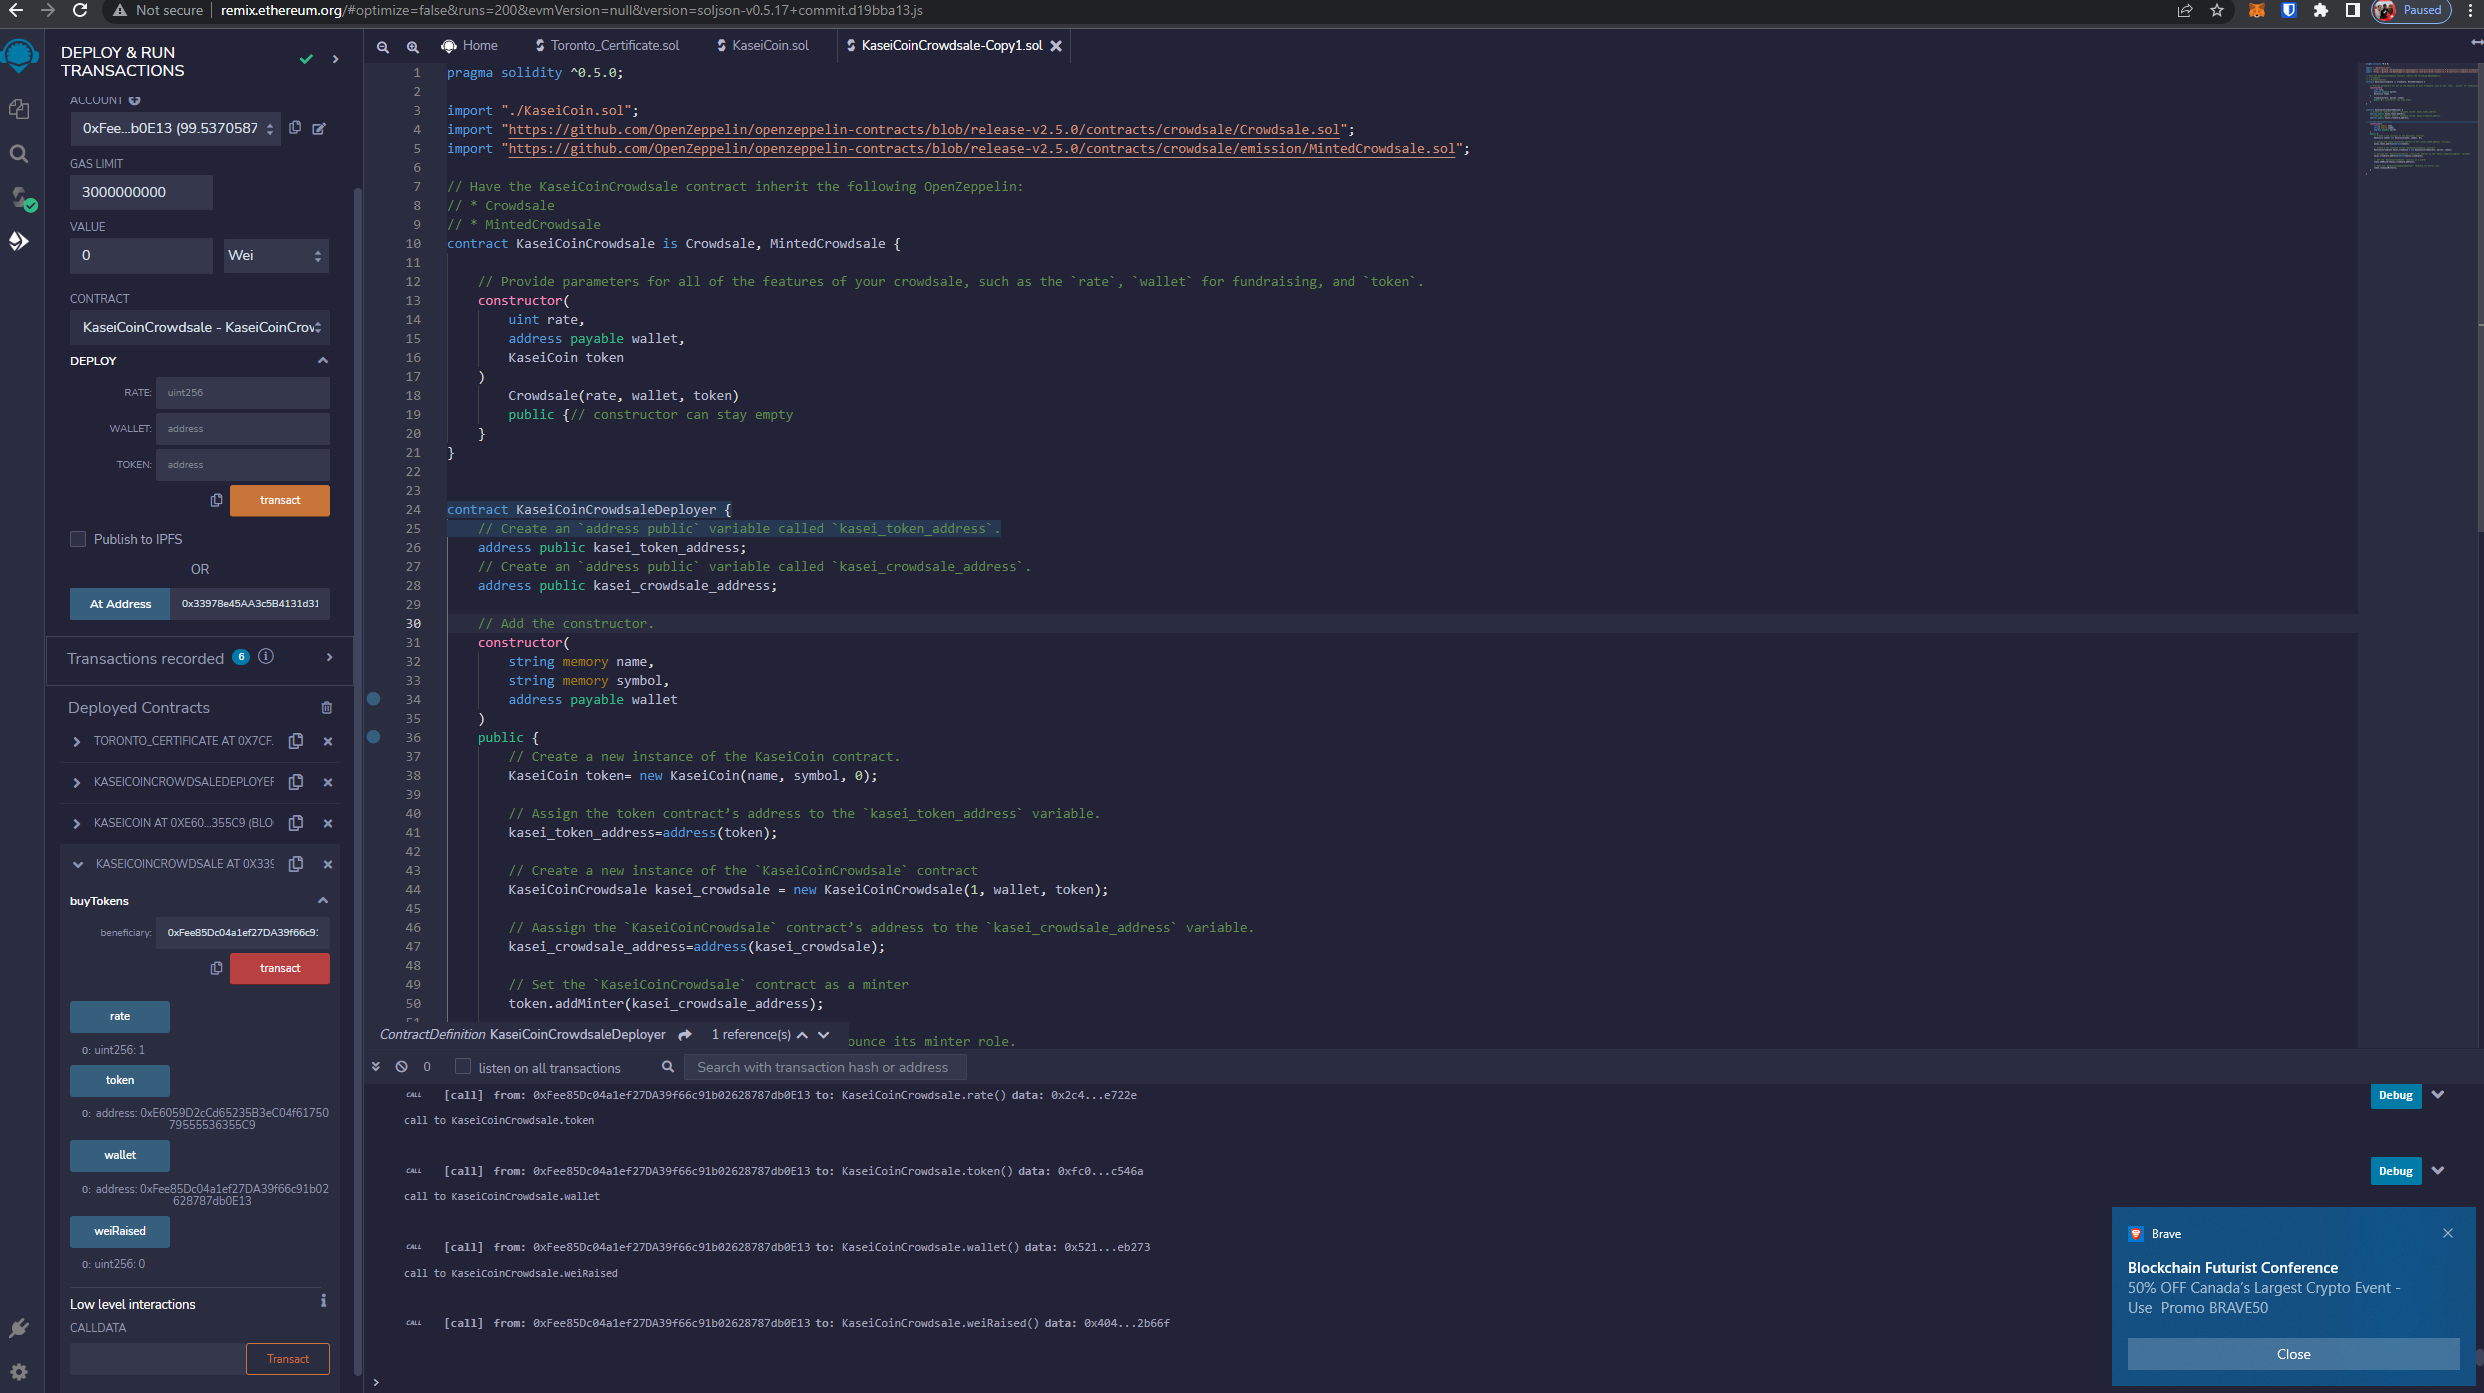 Not secure
remix.ethereum.org/#optimize=false&runs=200&evmVersion=null&version=soljson-v0.5.17+commit.d19bba13.js
Paused
DEPLOY & RUN
TRANSACTIONS
ACCOUNT
0xFee...b0E13 (99.5370587
GAS LIMIT
3000000000
VALUE
0
Wei
CONTRACT
KaseiCoinCrowdsale - KaseiCoinCrow
DEPLOY
RATE: uint256
WALLET: address
TOKEN: address
transact
Publish to IPFS
OR
At Address 0x33978e45AA3c5B4131d31
Transactions recorded 6
Deployed Contracts
TORONTO_CERTIFICATE AT 0X7CF.
KASEICOINCROWDSALEDEPLOYER
KASEICOIN AT 0XE60...355C9 (BLO
KASEICOINCROWDSALE AT 0X339
buyTokens
beneficiary: 0xFee85Dc04a1ef27DA39f66c9:
transact
rate
0: uint256: 1
token
0: address: 0xE6059D2cCd65235B3eC04f61750
79555536355C9
wallet
0: address: 0xFee85Dc04a1ef27DA39f66c91b02
628787db0E13
weiRaised
0: uint256: 0
Low level interactions
CALLDATA
Transact
Home
Toronto_Certificate.sol
KaseiCoin.sol
KaseiCoinCrowdsale-Copy1.sol
1 pragma solidity ^0.5.0;
2
3 import "./KaseiCoin.sol";
4 import "https://github.com/OpenZeppelin/openzeppelin-contracts/blob/release-v2.5.0/contracts/crowdsale/Crowdsale.sol";
5 import "https://github.com/OpenZeppelin/openzeppelin-contracts/blob/release-v2.5.0/contracts/crowdsale/emission/MintedCrowdsale.sol";
6
7 // Have the KaseiCoinCrowdsale contract inherit the following OpenZeppelin:
8 // * Crowdsale
9 // * MintedCrowdsale
10 contract KaseiCoinCrowdsale is Crowdsale, MintedCrowdsale {
11
12 // Provide parameters for all of the features of your crowdsale, such as the `rate`, `wallet` for fundraising, and `token`.
13 constructor(
14 uint rate,
15 address payable wallet,
16 KaseiCoin token
17 )
18 Crowdsale(rate, wallet, token)
19 public {// constructor can stay empty
20 }
21 }
22
23
24 contract KaseiCoinCrowdsaleDeployer {
25 // Create an `address public` variable called `kasei_token_address`.
26 address public kasei_token_address;
27 // Create an `address public` variable called `kasei_crowdsale_address`.
28 address public kasei_crowdsale_address;
29
30 // Add the constructor.
31 constructor(
32 string memory name,
33 string memory symbol,
34 address payable wallet
35 )
36 public {
37 // Create a new instance of the KaseiCoin contract.
38 KaseiCoin token= new KaseiCoin(name, symbol, 0);
39
40 // Assign the token contract’s address to the `kasei_token_address` variable.
41 kasei_token_address=address(token);
42
43 // Create a new instance of the `KaseiCoinCrowdsale` contract
44 KaseiCoinCrowdsale kasei_crowdsale = new KaseiCoinCrowdsale(1, wallet, token);
45
46 // Aassign the `KaseiCoinCrowdsale` contract’s address to the `kasei_crowdsale_address` variable.
47 kasei_crowdsale_address=address(kasei_crowdsale);
48
49 // Set the `KaseiCoinCrowdsale` contract as a minter
50 token.addMinter(kasei_crowdsale_address);
51
ContractDefinition KaseiCoinCrowdsaleDeployer 1 reference(s)
ounce its minter role.
0 listen on all transactions Search with transaction hash or address
CALL [call] from: 0xFee85Dc04a1ef27DA39f66c91b02628787db0E13 to: KaseiCoinCrowdsale.rate() data: 0x2c4...e722e Debug
call to KaseiCoinCrowdsale.token
CALL [call] from: 0xFee85Dc04a1ef27DA39f66c91b02628787db0E13 to: KaseiCoinCrowdsale.token() data: 0xfc0...c546a Debug
call to KaseiCoinCrowdsale.wallet
CALL [call] from: 0xFee85Dc04a1ef27DA39f66c91b02628787db0E13 to: KaseiCoinCrowdsale.wallet() data: 0x521...eb273
call to KaseiCoinCrowdsale.weiRaised
CALL [call] from: 0xFee85Dc04a1ef27DA39f66c91b02628787db0E13 to: KaseiCoinCrowdsale.weiRaised() data: 0x404...2b66f
>
Brave
Blockchain Futurist Conference
50% OFF Canada’s Largest Crypto Event -
Use Promo BRAVE50
Close